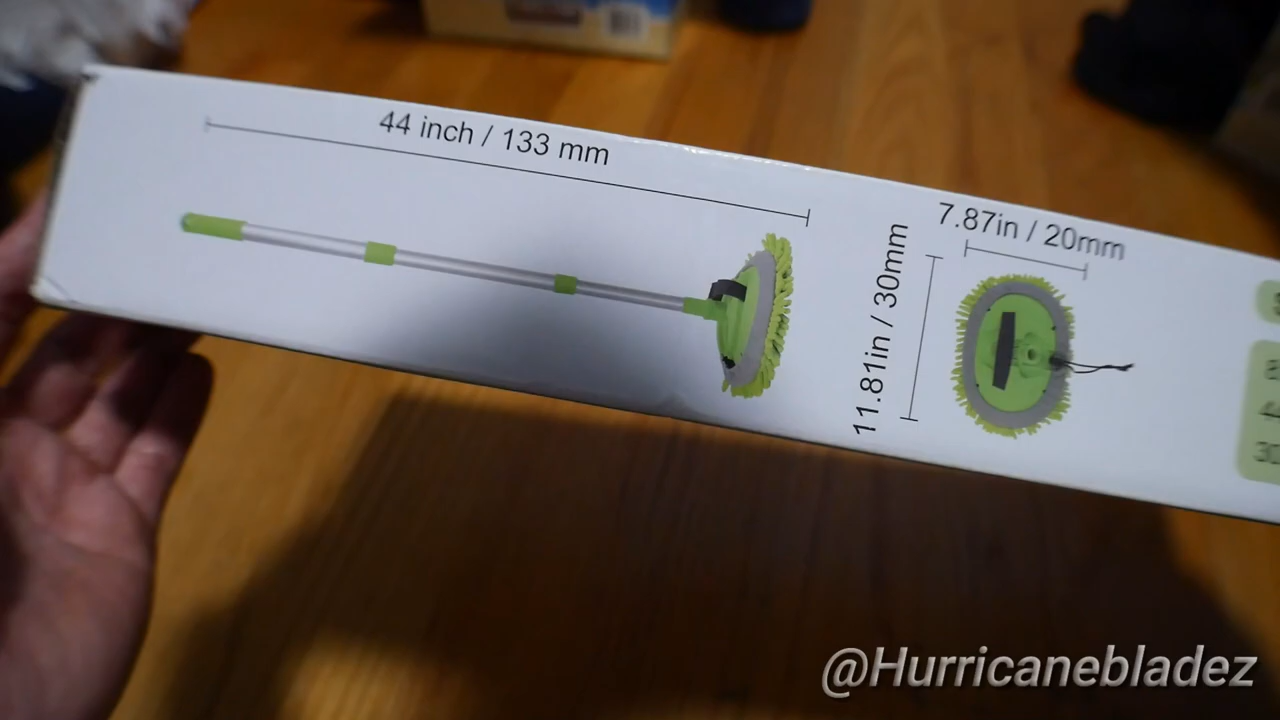 44 inch / 133 mm
7.87in / 20mm
11.81in / 30mm
@Hurricanebladez